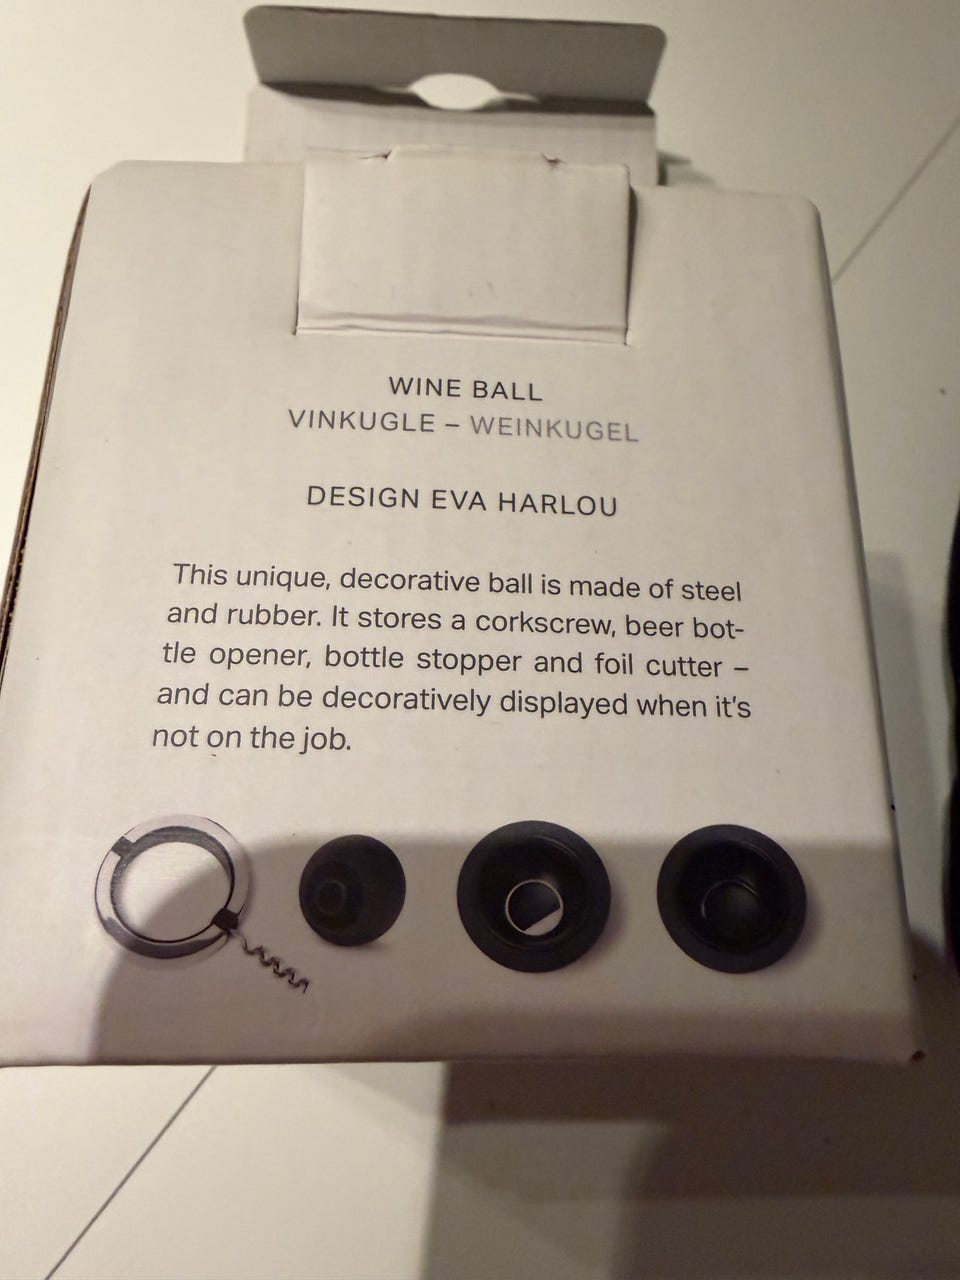 WINE BALL
VINKUGLE – WEINKUGEL
DESIGN EVA HARLOU
This unique, decorative ball is made of steel
and rubber. It stores a corkscrew, beer bot-
tle opener, bottle stopper and foil cutter –
and can be decoratively displayed when it's
not on the job.